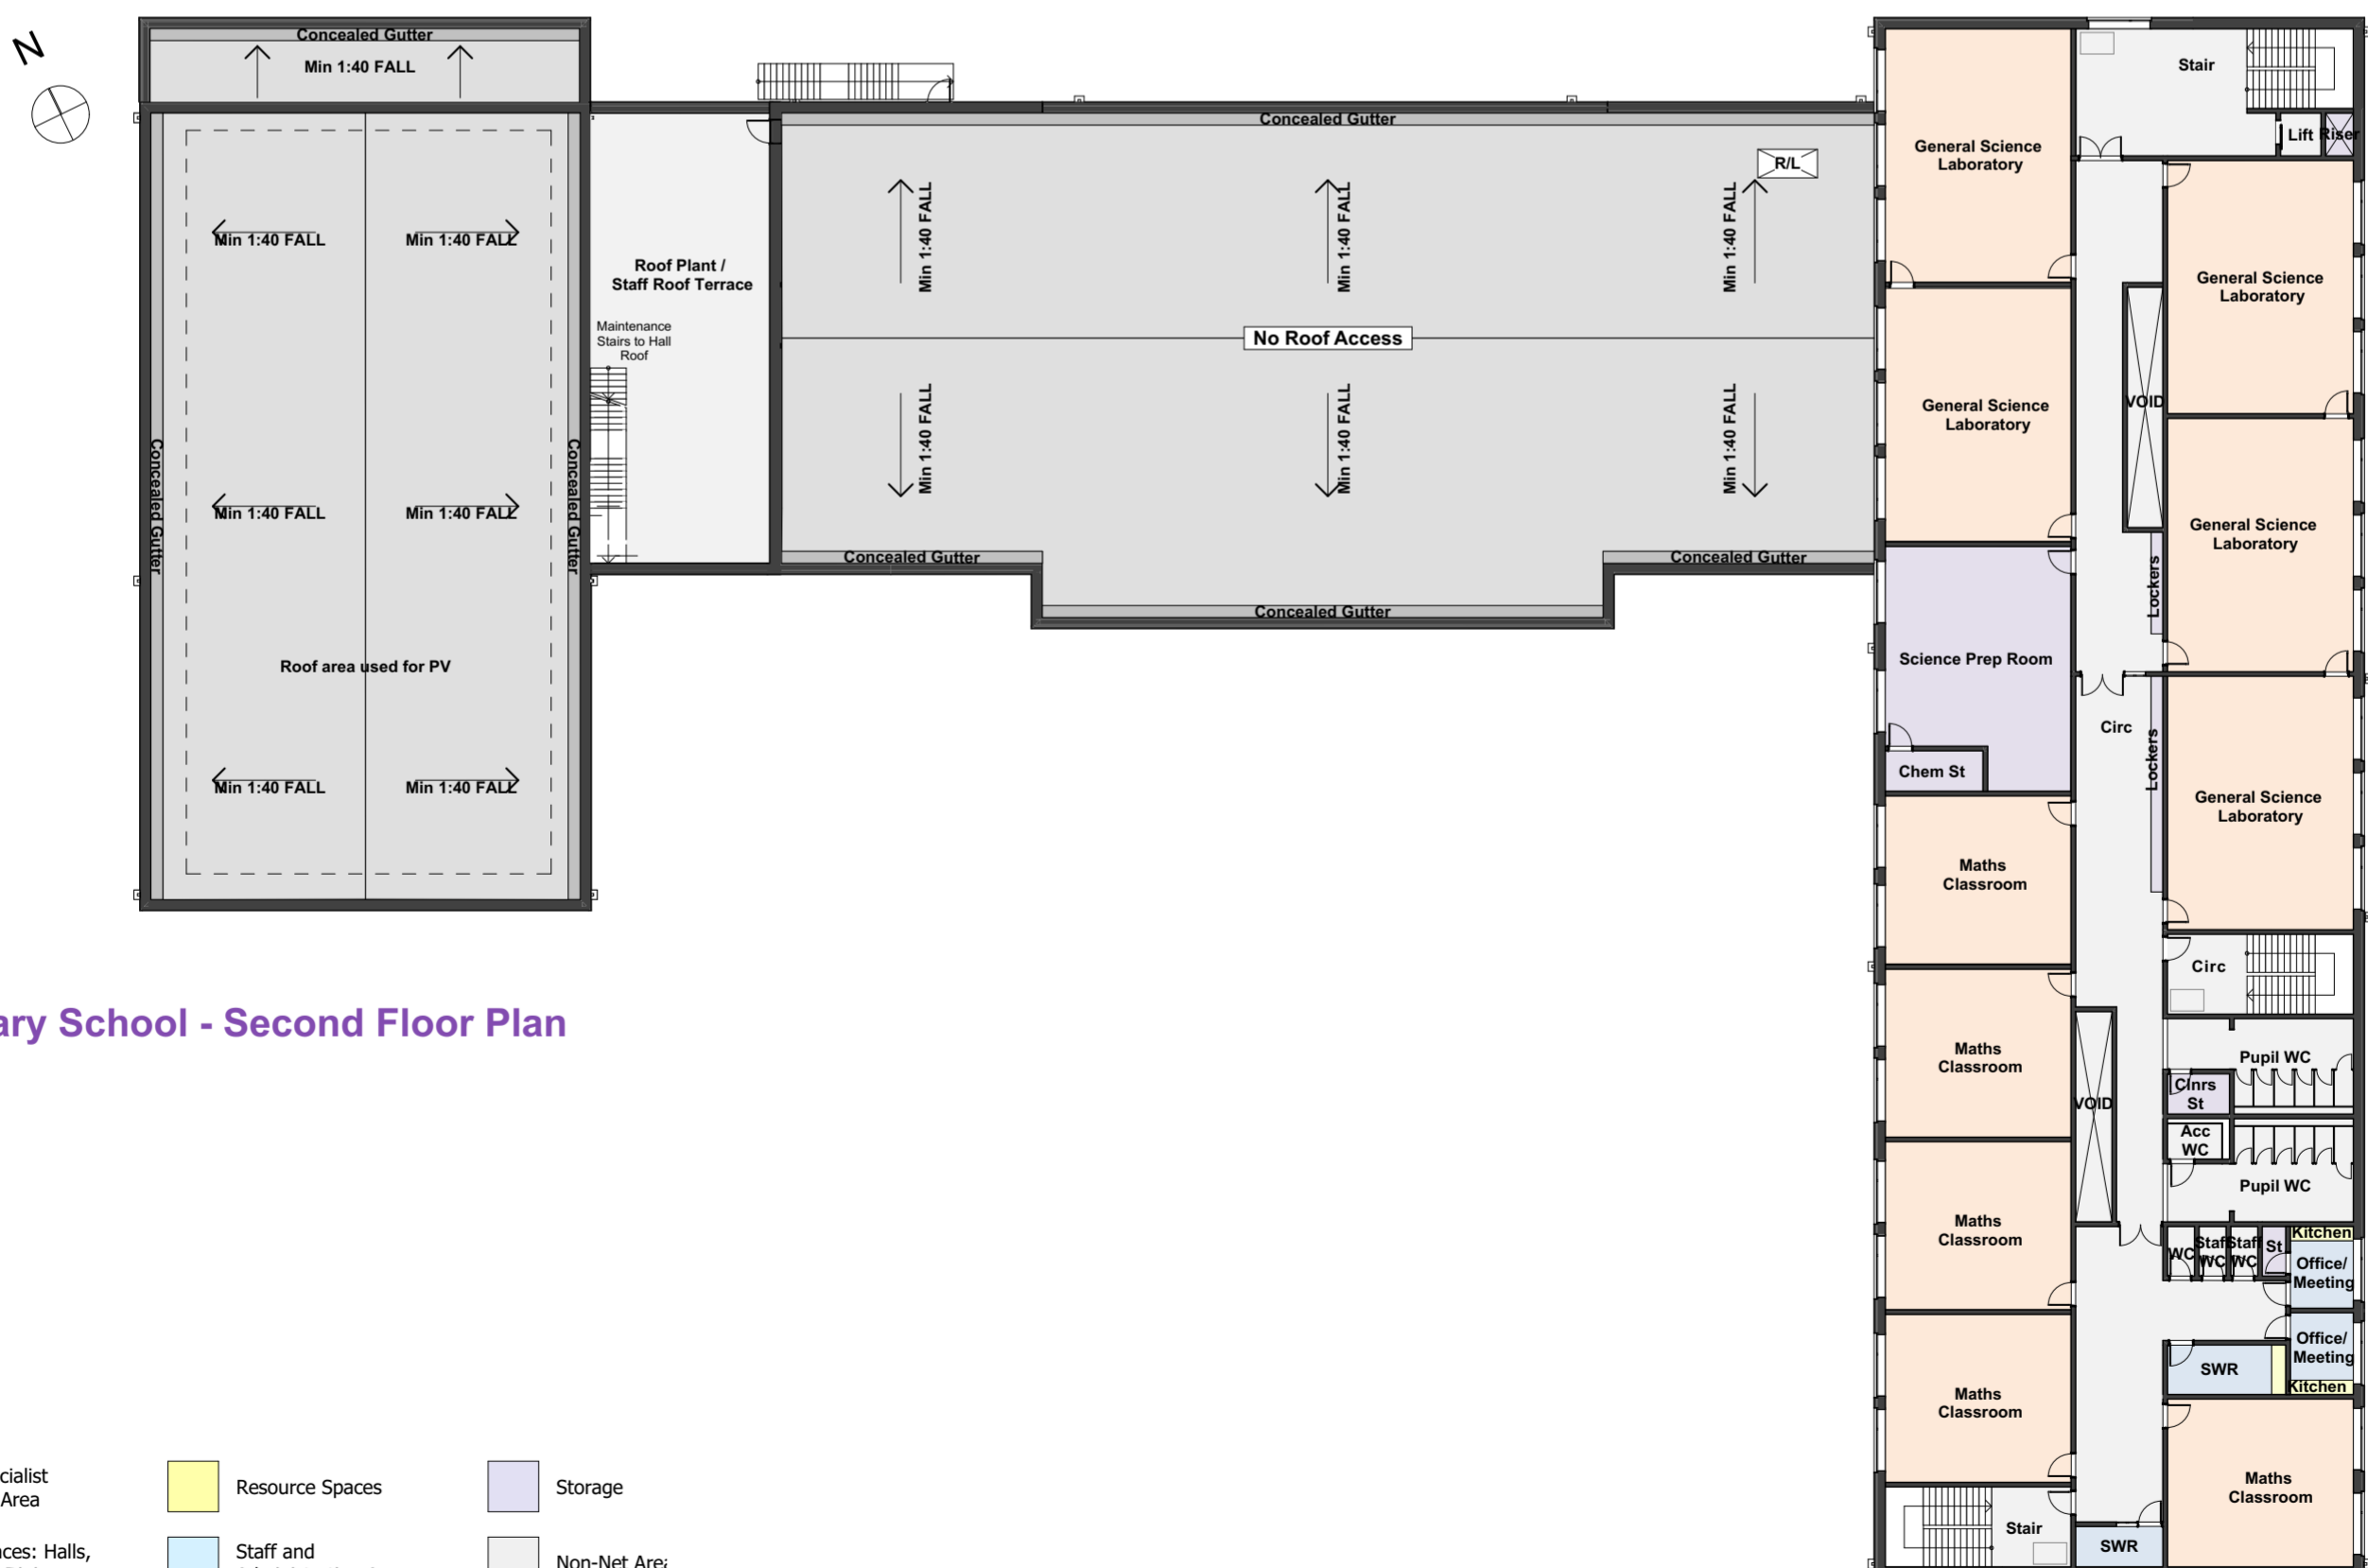 N
Concealed Gutter
Min 1:40 FALL
Min 1:40 FALL
Min 1:40 FALL
Min 1:40 FALL
Min 1:40 FALL
Concealed Gutter
Concealed Gutter
Roof area used for PV
Min 1:40 FALL
Min 1:40 FALL
Roof Plant /
Staff Roof Terrace
Maintenance
Stairs to Hall
Roof
Concealed Gutter
R/L
Min 1:40 FALL
Min 1:40 FALL
Min 1:40 FALL
No Roof Access
Min 1:40 FALL
Min 1:40 FALL
Min 1:40 FALL
Concealed Gutter
Concealed Gutter
Concealed Gutter
Stair
Lift
Riser
General Science
Laboratory
General Science
Laboratory
General Science
Laboratory
VOID
General Science
Laboratory
Lockers
Science Prep Room
Circ
Lockers
Chem St
General Science
Laboratory
Maths
Classroom
Circ
Maths
Classroom
Pupil WC
Clnrs
St
VOID
Acc
WC
Pupil WC
Maths
Classroom
WC
Staff
WC
Staff
WC
St
Kitchen
Office/
Meeting
Office/
Meeting
SWR
Kitchen
Maths
Classroom
Maths
Classroom
Stair
SWR
ary School - Second Floor Plan
cialist
Area
Resource Spaces
Storage
ces: Halls,
Staff and
Non-Net Area